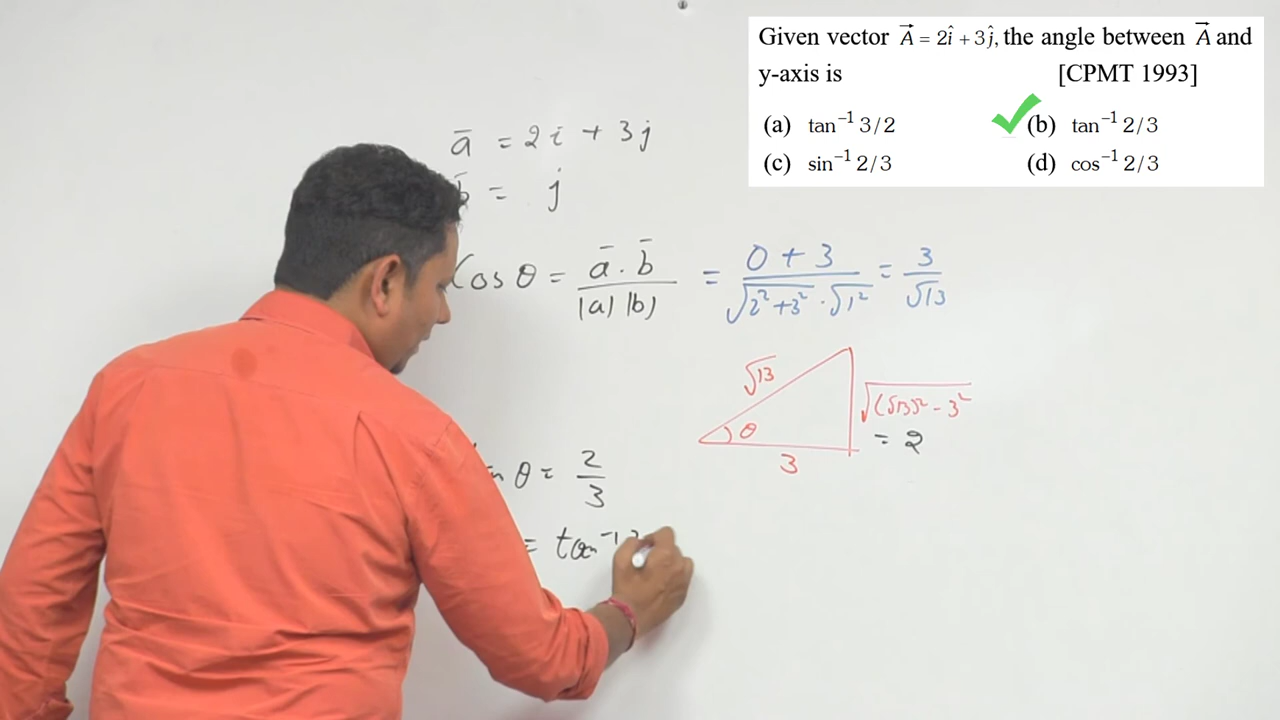 Given vector A⃗ = 2î + 3ĵ, the angle between A⃗ and
y-axis is [CPMT 1993]
(a) tan⁻¹ 3/2 (b) tan⁻¹ 2/3
(c) sin⁻¹ 2/3 (d) cos⁻¹ 2/3
a̅ = 2i + 3j
= j
Cos θ = a̅ . b̅ / |a| |b| = 0 + 3 / √2² + 3² · √1² = 3 / √13
√13
θ
3
√(√13)² - 3²
= 2
θ = 2 / 3
= tan⁻¹